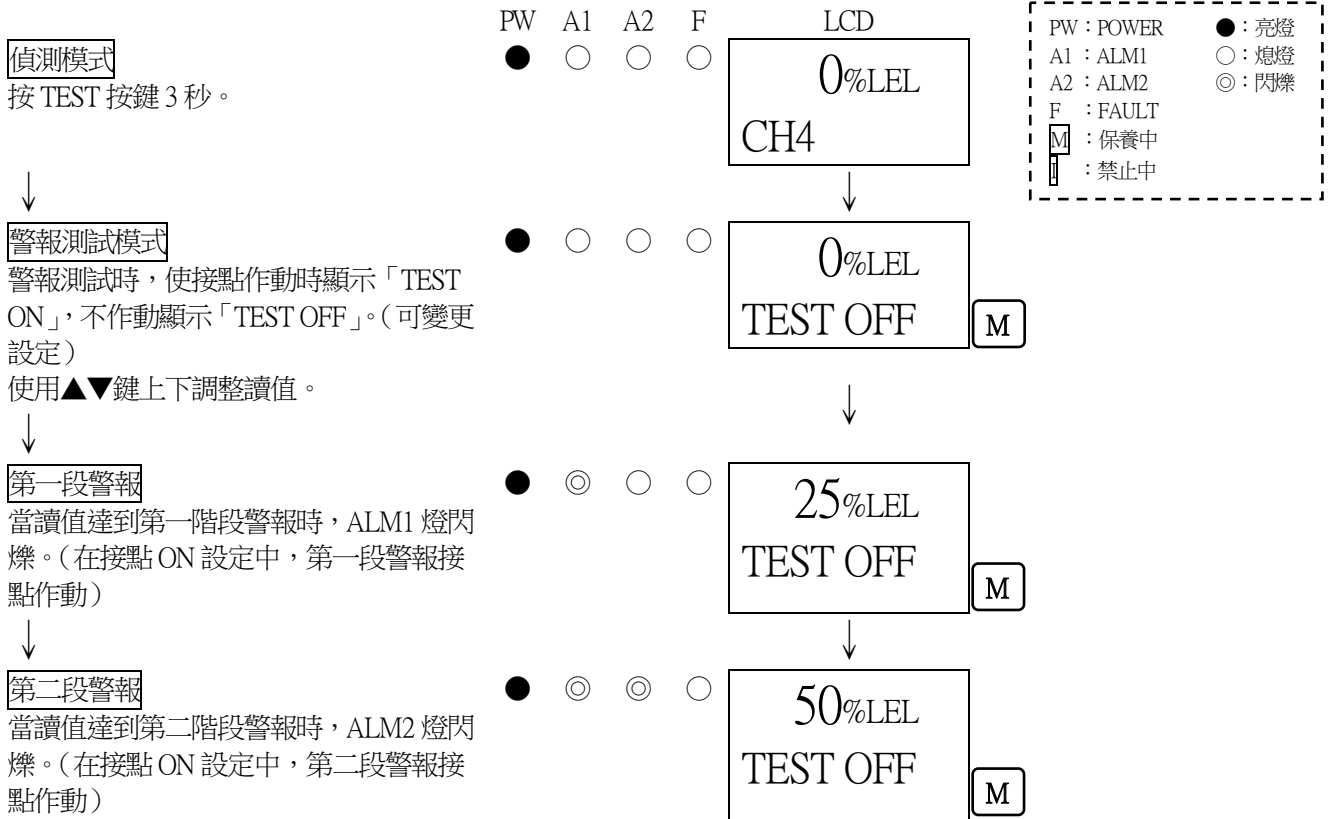 PW A1 A2 F LCD
PW：POWER ●：亮燈
A1：ALM1 ○：熄燈
A2：ALM2 ◎：閃爍
F：FAULT
M：保養中
I：禁止中
偵測模式 ● ○ ○ ○
按 TEST 按鍵 3 秒。
0%LEL
CH4
↓ ↓
警報測試模式 ● ○ ○ ○
警報測試時，使接點作動時顯示「TEST
ON」，不作動顯示「TEST OFF」。（可變更
設定）
使用▲▼鍵上下調整讀值。
0%LEL
TEST OFF M
↓ ↓
第一段警報 ● ◎ ○ ○
當讀值達到第一階段警報時，ALM1 燈閃
爍。（在接點 ON 設定中，第一段警報接
點作動）
25%LEL
TEST OFF M
↓ ↓
第二段警報 ● ◎ ◎ ○
當讀值達到第二階段警報時，ALM2 燈閃
爍。（在接點 ON 設定中，第二段警報接
點作動）
50%LEL
TEST OFF M